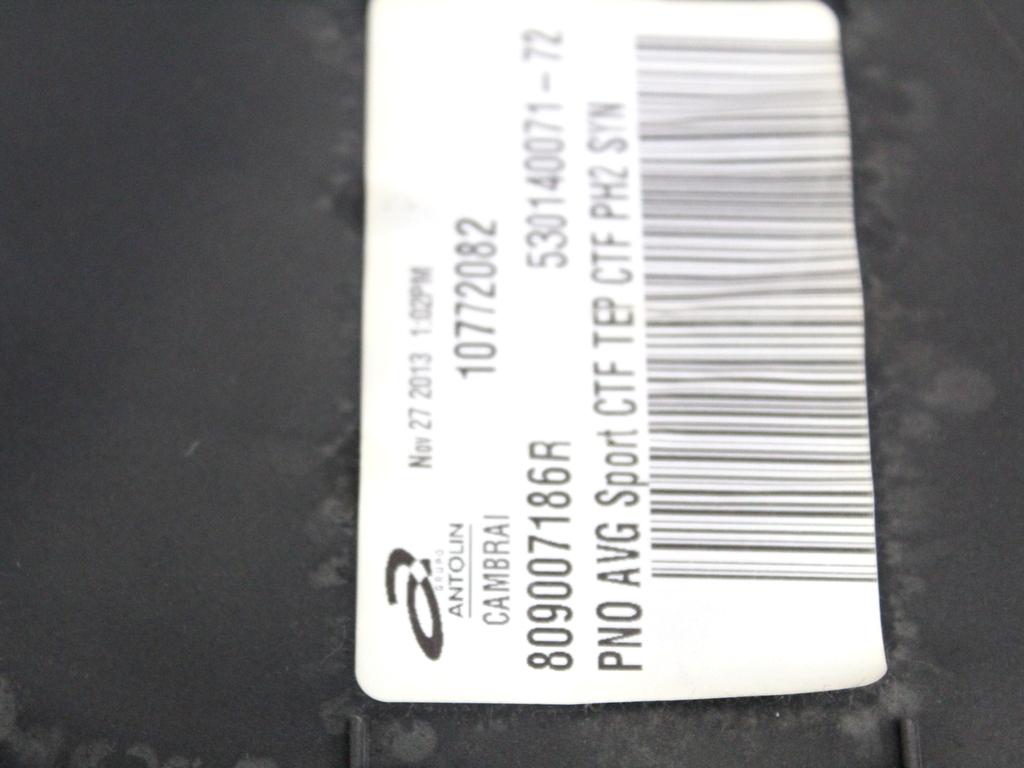 Nov 27 2013 1:02PM
GRUPO
ANTOLIN
10772082
CAMBRAI
809007186R 530140071-72
PNO AVG Sport CTF TEP CTF PH2 SYN